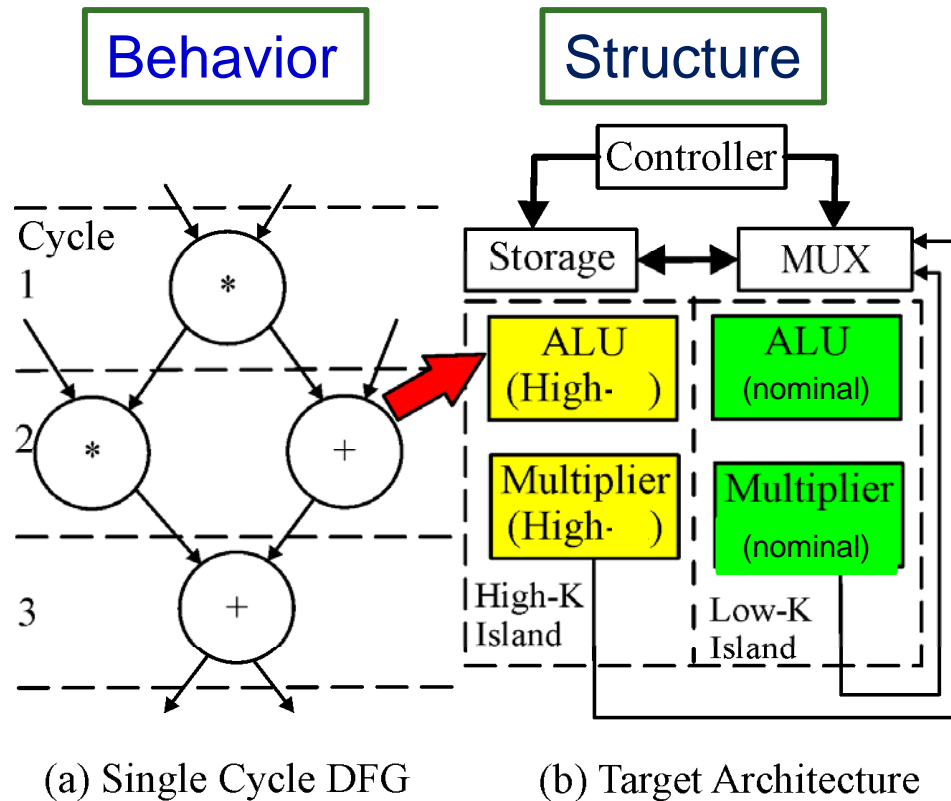 Behavior
Structure
Controller
Storage
MUX
Cycle
1
*
2
*
+
3
+
ALU
(High- )
ALU
(nominal)
Multiplier
(High- )
Multiplier
(nominal)
High-K
Island
Low-K
Island
(a) Single Cycle DFG
(b) Target Architecture